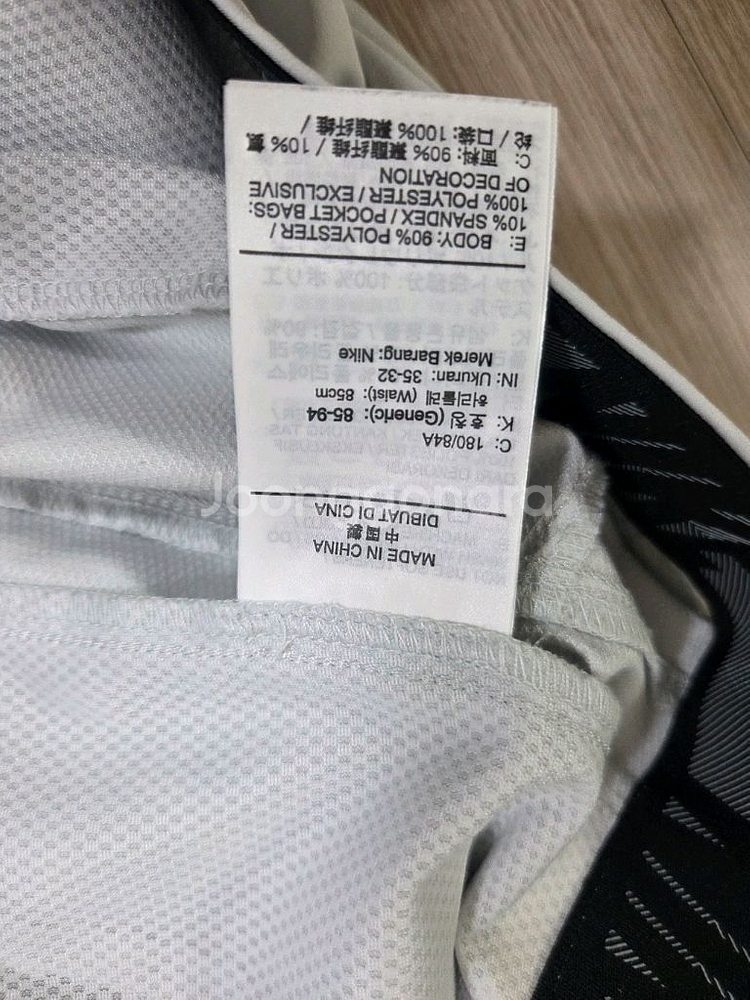 MADE IN CHINA
中国製
DIBUAT DI CINA
C: 180/84A
K: 호칭 (Generic): 85-94
허리둘레 (Waist): 85cm
IN: Ukuran: 35-32
Merek Barang: Nike
E: BODY: 90% POLYESTER /
10% SPANDEX / POCKET BAGS:
100% POLYESTER / EXCLUSIVE
OF DECORATION
C: 面料: 90% 聚酯纤维 / 10% 氨
纶 / 口袋: 100% 聚酯纤维 /
Joonggonara